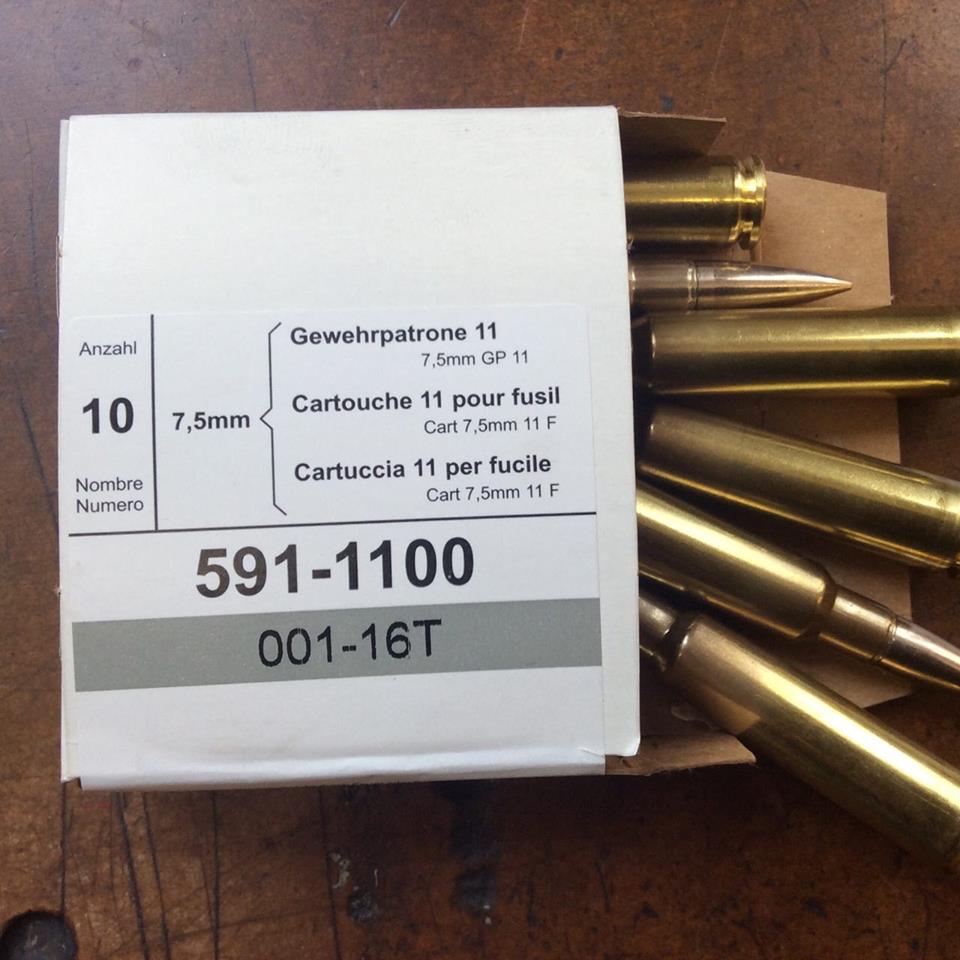 Anzahl
10
Nombre
Numero
7,5mm
Gewehrpatrone 11
7,5mm GP 11
Cartouche 11 pour fusil
Cart 7,5mm 11 F
Cartuccia 11 per fucile
Cart 7,5mm 11 F
591-1100
001-16T